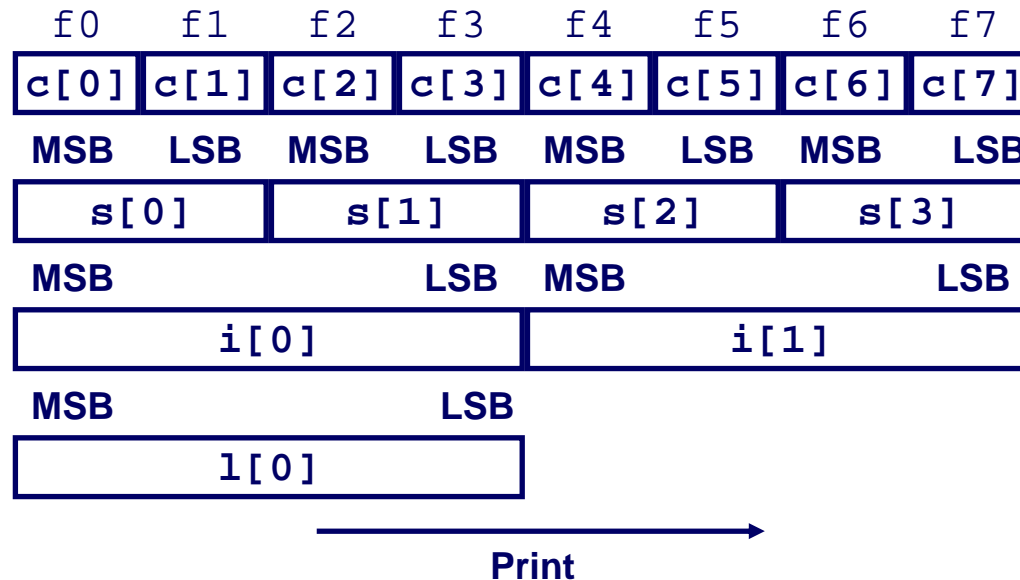 f0 f1 f2 f3 f4 f5 f6 f7
c[0] c[1] c[2] c[3] c[4] c[5] c[6] c[7]
MSB LSB MSB LSB MSB LSB MSB LSB
s[0] s[1] s[2] s[3]
MSB LSB MSB LSB
i[0] i[1]
MSB LSB
l[0]
Print